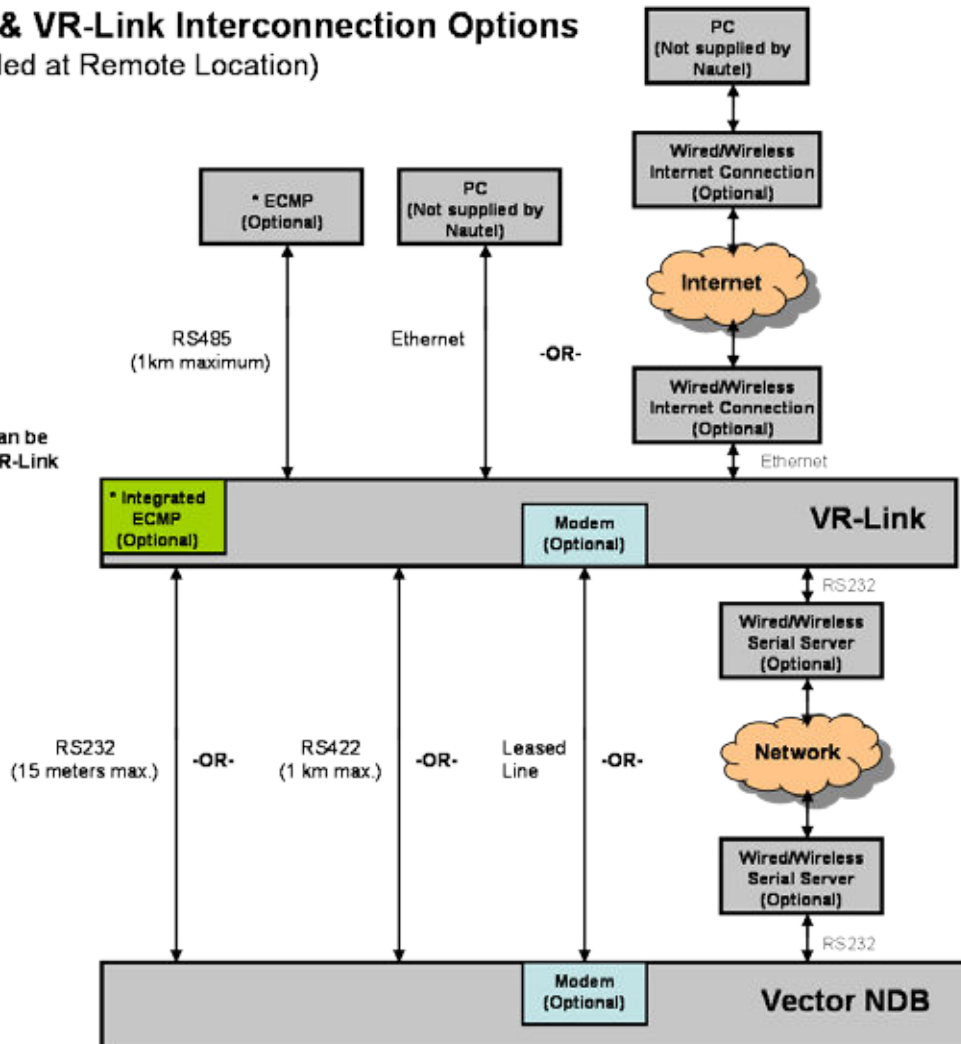 & VR-Link Interconnection Options
led at Remote Location)
PC
(Not supplied by
Nautel)
Wired/Wireless
Internet Connection
(Optional)
* ECMP
(Optional)
PC
(Not supplied by
Nautel)
Internet
RS485
(1km maximum)
Ethernet
-OR-
Wired/Wireless
Internet Connection
(Optional)
an be
R-Link
Ethernet
* Integrated
ECMP
(Optional)
Modem
(Optional)
VR-Link
RS232
Wired/Wireless
Serial Server
(Optional)
RS232
(15 meters max.)
-OR-
RS422
(1 km max.)
-OR-
Leased
Line
-OR-
Network
Wired/Wireless
Serial Server
(Optional)
RS232
Modem
(Optional)
Vector NDB